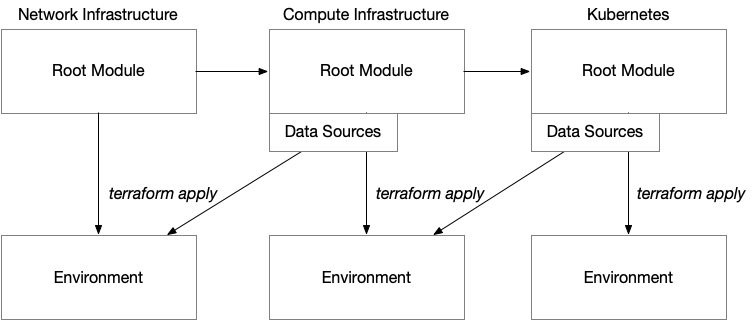 Network Infrastructure
Compute Infrastructure
Kubernetes
Root Module
Root Module
Root Module
Data Sources
Data Sources
terraform apply
terraform apply
terraform apply
Environment
Environment
Environment